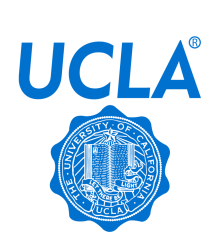 UCLA®
THE · UNIVERSITY · OF · CALIFORNIA ·
LET THERE BE LIGHT
UCLA